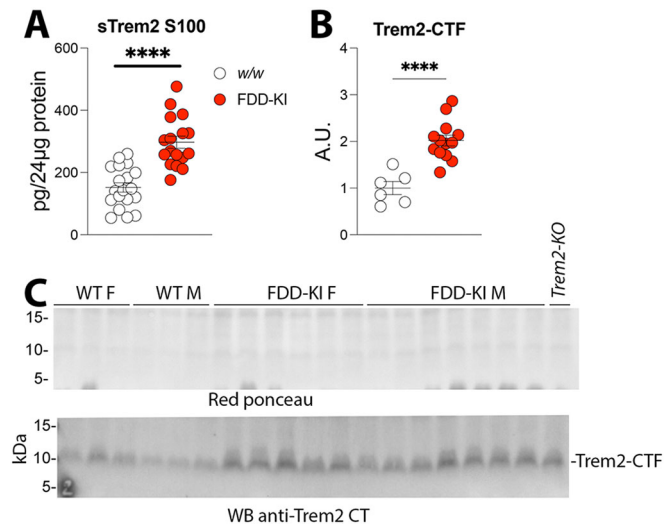 A
sTrem2 S100
****
600
400
200
0
pg/24µg protein
w/w
FDD-KI
B
Trem2-CTF
****
4
3
2
1
0
A.U.
C
WT F
WT M
FDD-KI F
FDD-KI M
Trem2-KO
15-
10-
5-
Red ponceau
kDa
15-
10-
5-
2
-Trem2-CTF
WB anti-Trem2 CT